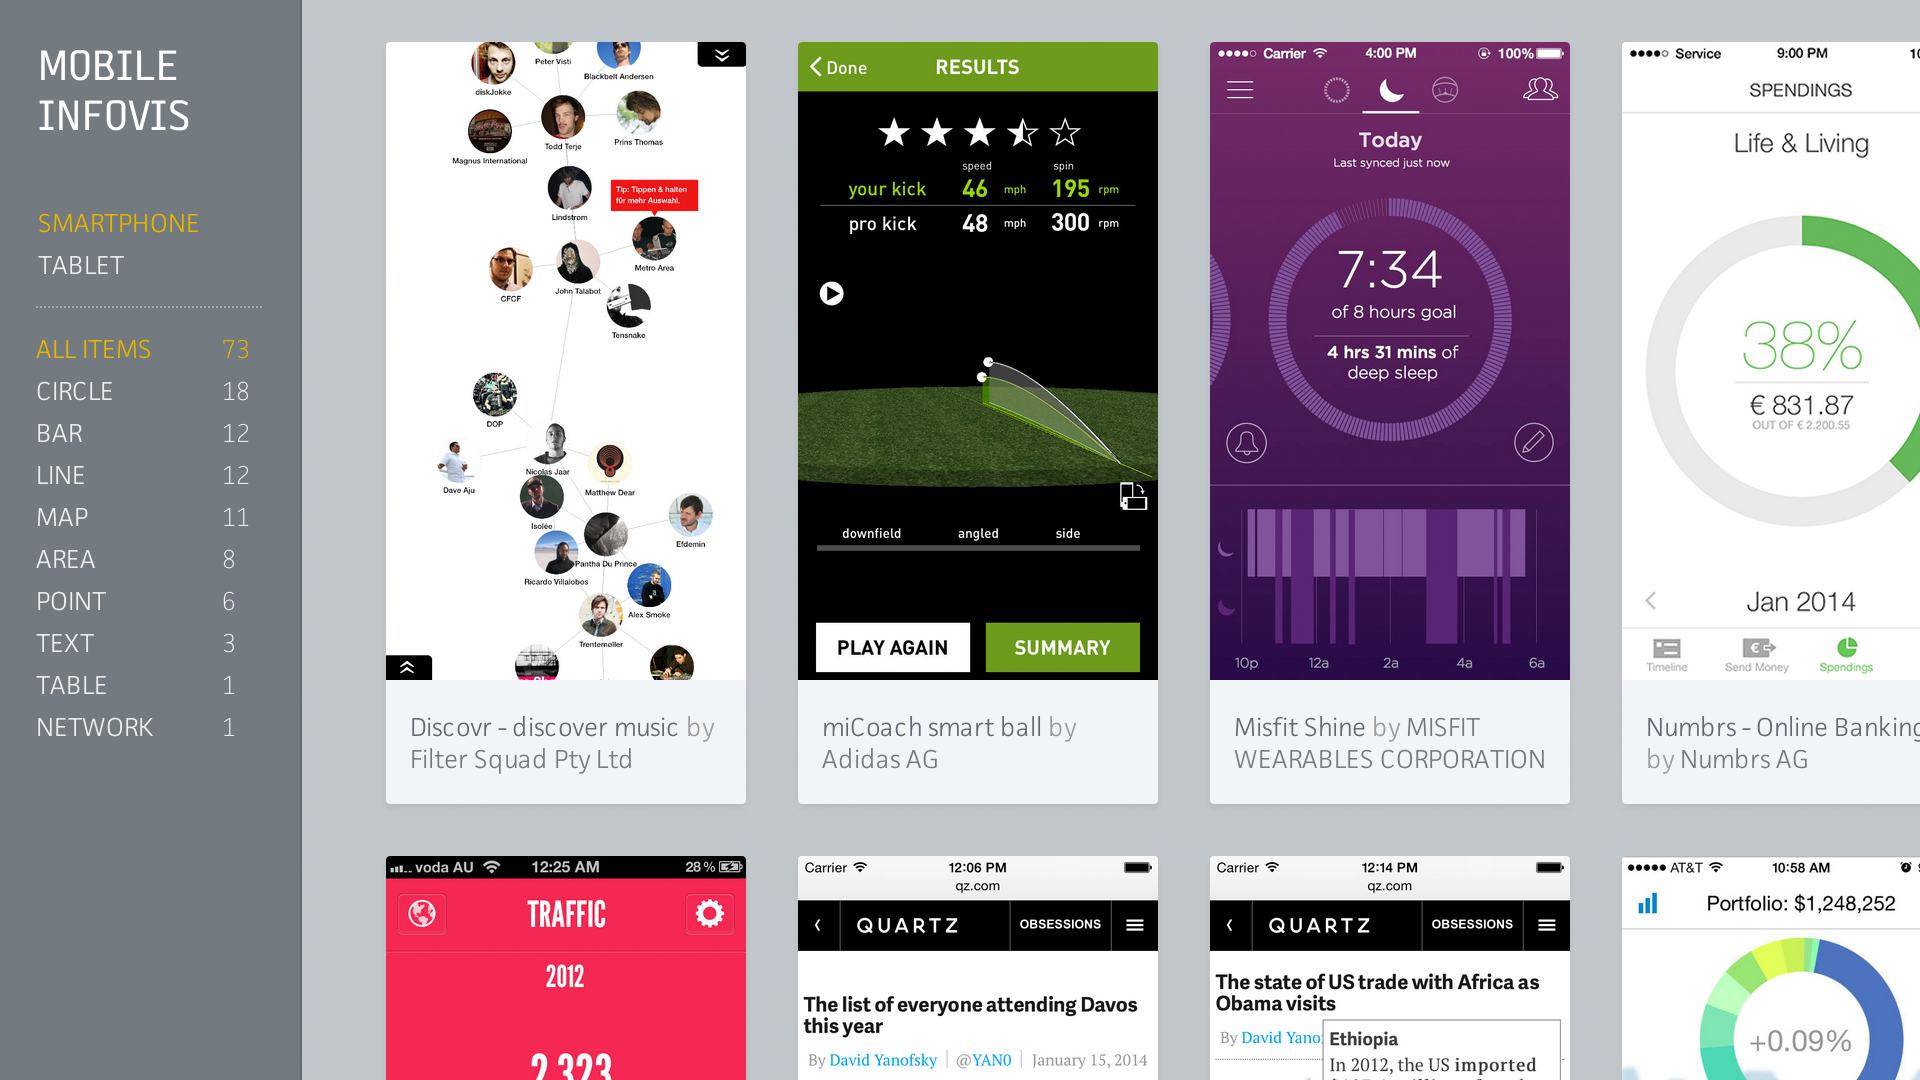 MOBILE
INFOVIS
SMARTPHONE
TABLET
ALL ITEMS 73
CIRCLE 18
BAR 12
LINE 12
MAP 11
AREA 8
POINT 6
TEXT 3
TABLE 1
NETWORK 1
Peter Visti
Blackbelt Andersen
diskJokke
Todd Terje
Prins Thomas
Magnus International
Tip: Tippen & halten
für mehr Auswahl.
Lindstrøm
Metro Area
John Talabot
CFCF
Tensnake
DOP
Nicolas Jaar
Dave Aju
Matthew Dear
Isolée
Efdemin
Pantha Du Prince
Ricardo Villalobos
Alex Smoke
Trentemøller
Discovr - discover music by
Filter Squad Pty Ltd
Done RESULTS
speed spin
your kick 46 mph 195 rpm
pro kick 48 mph 300 rpm
downfield angled side
PLAY AGAIN SUMMARY
miCoach smart ball by
Adidas AG
Carrier 4:00 PM 100%
Today
Last synced just now
7:34
of 8 hours goal
4 hrs 31 mins of
deep sleep
10p 12a 2a 4a 6a
Misfit Shine by MISFIT
WEARABLES CORPORATION
Service 9:00 PM 10
SPENDINGS
Life & Living
38%
€ 831.87
OUT OF € 2.200.55
Jan 2014
Timeline Send Money Spendings
Numbrs - Online Banking
by Numbrs AG
voda AU 12:25 AM 28 %
TRAFFIC
2012
2,323
Carrier 12:06 PM
qz.com
QUARTZ OBSESSIONS
The list of everyone attending Davos
this year
By David Yanofsky @YAN0 January 15, 2014
Carrier 12:14 PM
qz.com
QUARTZ OBSESSIONS
The state of US trade with Africa as
Obama visits
By David Yano
Ethiopia
In 2012, the US imported
AT&T 10:58 AM
Portfolio: $1,248,252
+0.09%